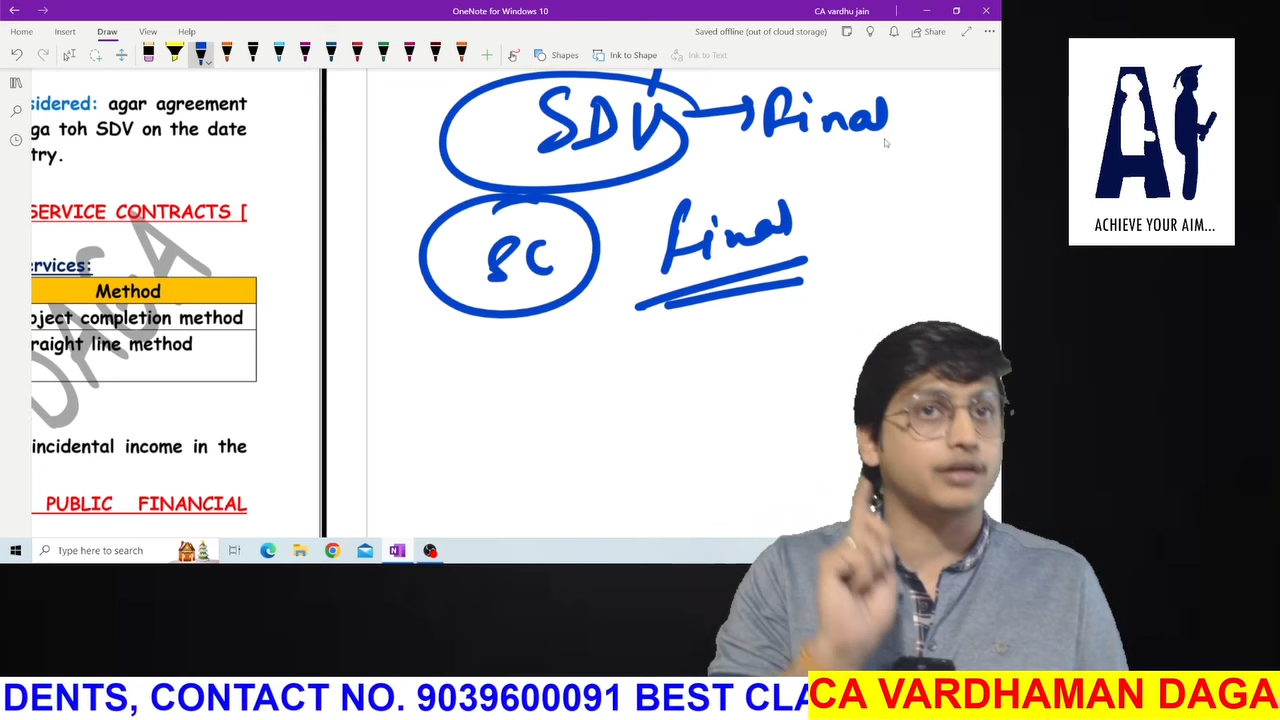 OneNote for Windows 10
CA vardhu jain
Home Insert Draw View Help
Saved offline (out of cloud storage)
Share
Shapes
Ink to Shape
Ink to Text
sidered: agar agreement
ga toh SDV on the date
try.
SERVICE CONTRACTS [
ervices:
Method
oject completion method
raight line method
DAGA
incidental income in the
PUBLIC FINANCIAL
SDV → Final
SC Final
ACHIEVE YOUR AIM...
Type here to search
DENTS, CONTACT NO. 9039600091 BEST CLA
CA VARDHAMAN DAGA